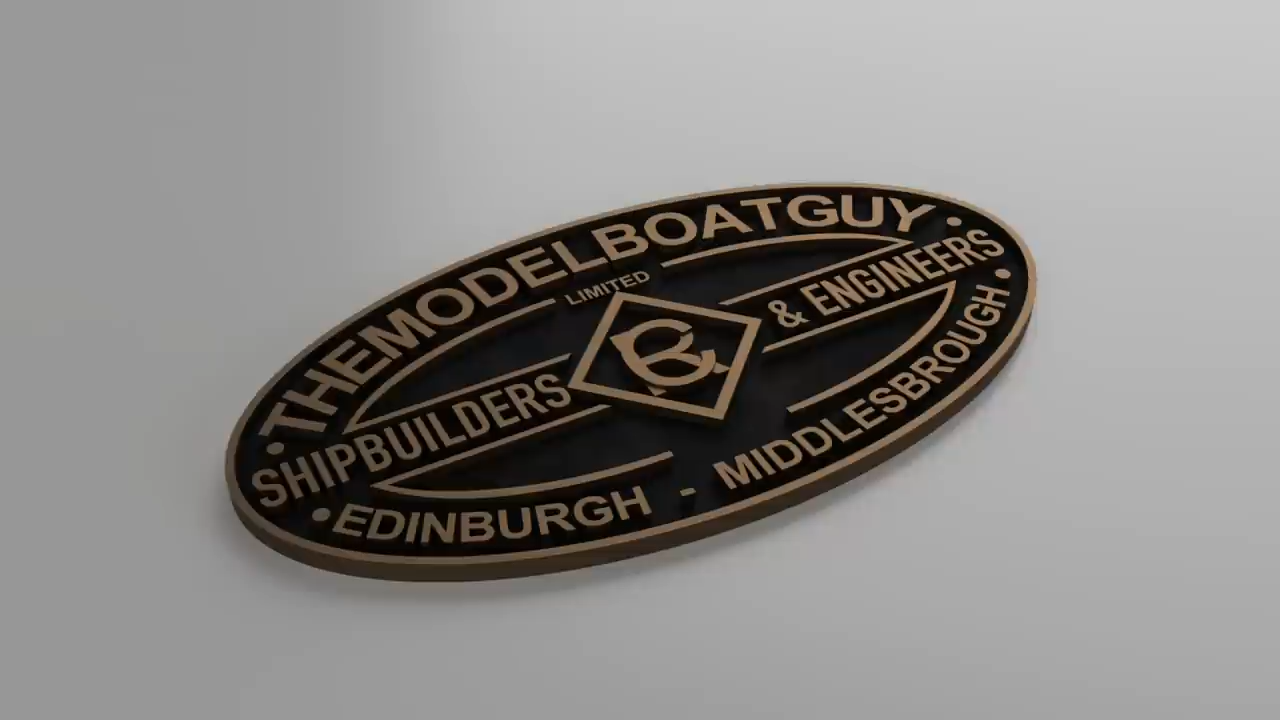 • THEMODELBOATGUY •
LIMITED
SHIPBUILDERS & ENGINEERS
• EDINBURGH - MIDDLESBROUGH •